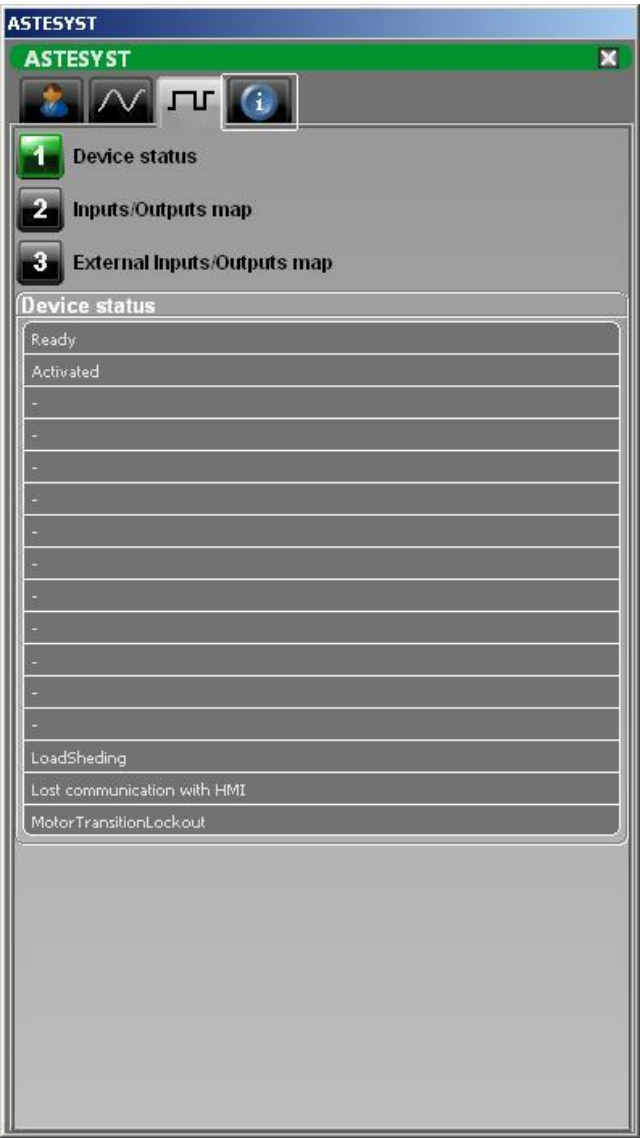 ASTESYST
ASTESYST
i
1 Device status
2 Inputs/Outputs map
3 External Inputs/Outputs map
Device status
Ready
Activated
-
-
-
-
-
-
-
-
-
-
-
LoadSheding
Lost communication with HMI
MotorTransitionLockout